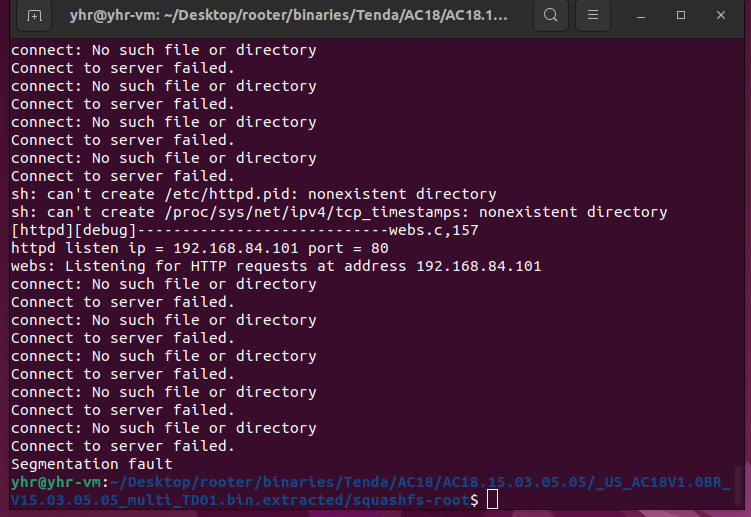 yhr@yhr-vm: ~/Desktop/rooter/binaries/Tenda/AC18/AC18.1...
connect: No such file or directory
Connect to server failed.
connect: No such file or directory
Connect to server failed.
connect: No such file or directory
Connect to server failed.
connect: No such file or directory
Connect to server failed.
sh: can't create /etc/httpd.pid: nonexistent directory
sh: can't create /proc/sys/net/ipv4/tcp_timestamps: nonexistent directory
[httpd][debug]----------------------------webs.c,157
httpd listen ip = 192.168.84.101 port = 80
webs: Listening for HTTP requests at address 192.168.84.101
connect: No such file or directory
Connect to server failed.
connect: No such file or directory
Connect to server failed.
connect: No such file or directory
Connect to server failed.
connect: No such file or directory
Connect to server failed.
connect: No such file or directory
Connect to server failed.
Segmentation fault
yhr@yhr-vm:~/Desktop/rooter/binaries/Tenda/AC18/AC18.15.03.05.05/_US_AC18V1.0BR_
V15.03.05.05_multi_TD01.bin.extracted/squashfs-root$